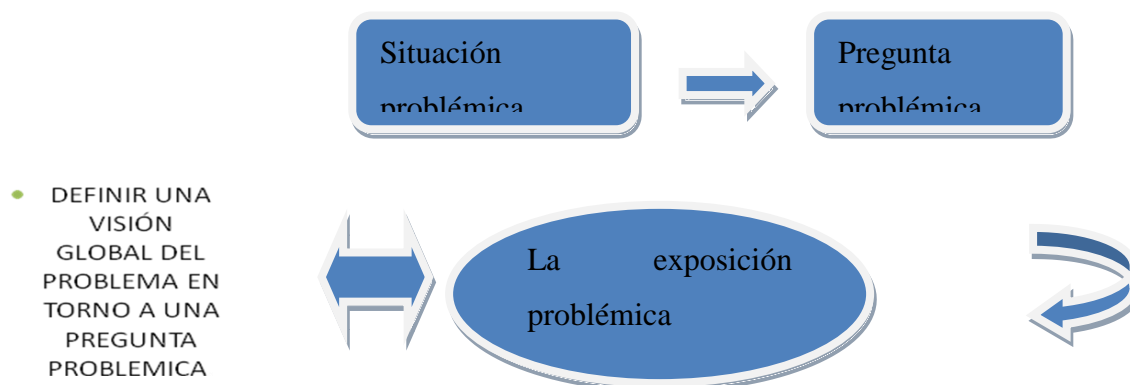 Situación
problémica
Pregunta
problémica
• DEFINIR UNA
VISIÓN
GLOBAL DEL
PROBLEMA EN
TORNO A UNA
PREGUNTA
PROBLEMICA
La exposición
problémica